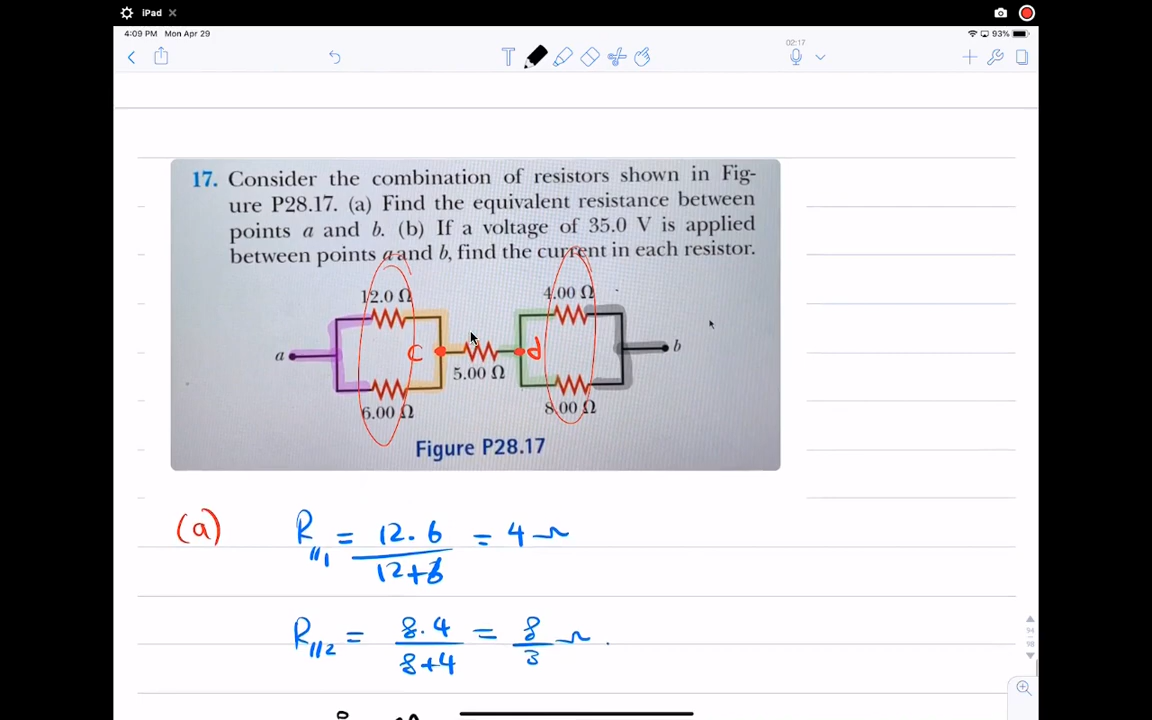 iPad
4:09 PM Mon Apr 29
93%
T
02:17
17. Consider the combination of resistors shown in Fig-
ure P28.17. (a) Find the equivalent resistance between
points a and b. (b) If a voltage of 35.0 V is applied
between points a and b, find the current in each resistor.
12.0 Ω
4.00 Ω
a
c
d
b
5.00 Ω
6.00 Ω
8.00 Ω
Figure P28.17
(a) R//1 = 12.6 / 12+6 = 4 Ω
R//2 = 8.4 / 8+4 = 8/3 Ω